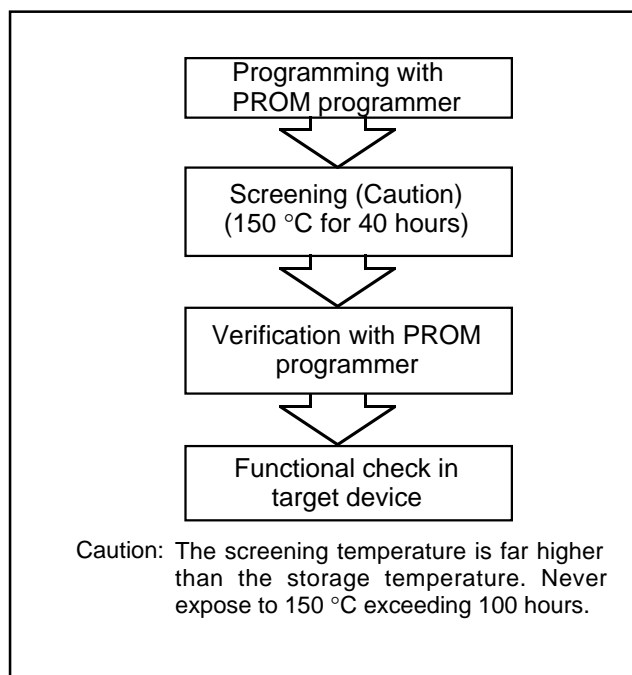 Programming with
PROM programmer
Screening (Caution)
(150 °C for 40 hours)
Verification with PROM
programmer
Functional check in
target device
Caution: The screening temperature is far higher
than the storage temperature. Never
expose to 150 °C exceeding 100 hours.